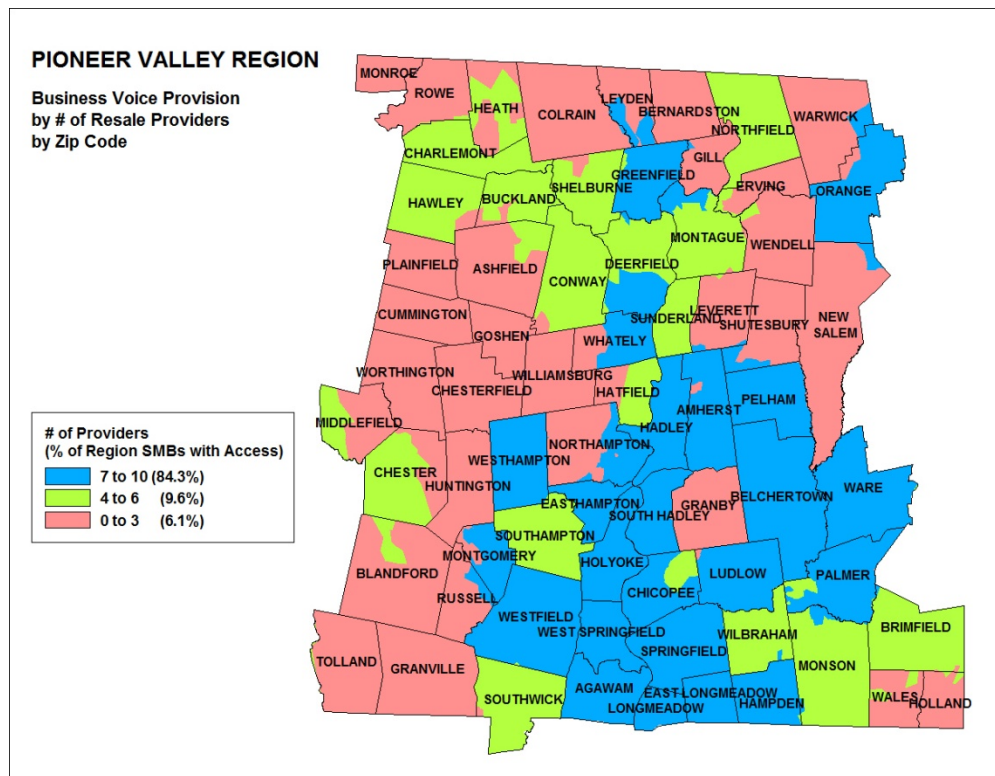 PIONEER VALLEY REGION
Business Voice Provision
by # of Resale Providers
by Zip Code
MONROE
ROWE
HEATH
COLRAIN
LEYDEN
BERNARDSTON
NORTHFIELD
WARWICK
CHARLEMONT
GILL
GREENFIELD
ERVING
ORANGE
HAWLEY
BUCKLAND
SHELBURNE
MONTAGUE
WENDELL
PLAINFIELD
ASHFIELD
CONWAY
DEERFIELD
CUMMINGTON
GOSHEN
WHATELY
SUNDERLAND
LEVERETT
SHUTESBURY
NEW
SALEM
WORTHINGTON
CHESTERFIELD
WILLIAMSBURG
HATFIELD
AMHERST
PELHAM
MIDDLEFIELD
HADLEY
NORTHAMPTON
WESTHAMPTON
CHESTER
HUNTINGTON
EASTHAMPTON
SOUTH HADLEY
GRANBY
BELCHERTOWN
WARE
SOUTHAMPTON
MONTGOMERY
HOLYOKE
BLANDFORD
RUSSELL
CHICOPEE
LUDLOW
PALMER
WESTFIELD
WEST SPRINGFIELD
SPRINGFIELD
WILBRAHAM
BRIMFIELD
MONSON
TOLLAND
GRANVILLE
SOUTHWICK
AGAWAM
EAST LONGMEADOW
LONGMEADOW
HAMPDEN
WALES
HOLLAND
# of Providers
(% of Region SMBs with Access)
7 to 10 (84.3%)
4 to 6 (9.6%)
0 to 3 (6.1%)